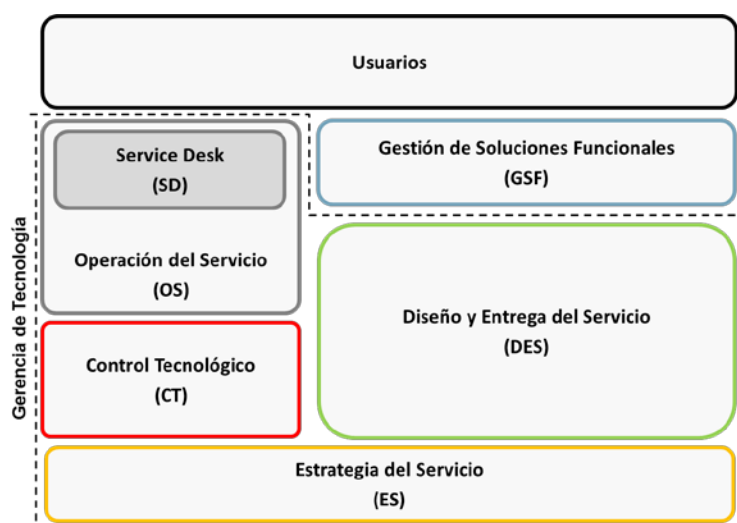 Usuarios
Service Desk
(SD)
Gestión de Soluciones Funcionales
(GSF)
Operación del Servicio
(OS)
Diseño y Entrega del Servicio
(DES)
Control Tecnológico
(CT)
Estrategia del Servicio
(ES)
Gerencia de Tecnología